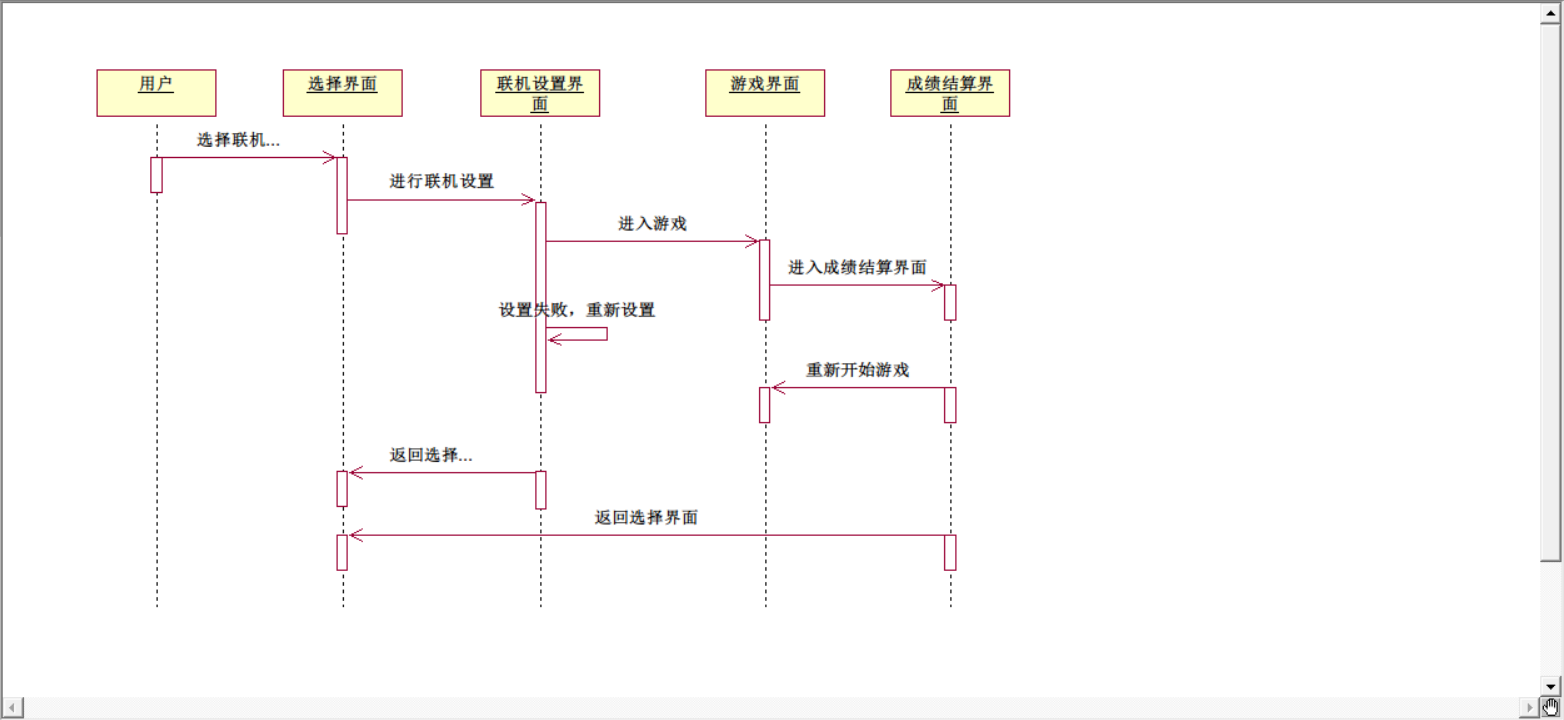 用户
选择界面
联机设置界
面
游戏界面
成绩结算界
面
选择联机...
进行联机设置
进入游戏
进入成绩结算界面
设置失败，重新设置
重新开始游戏
返回选择...
返回选择界面